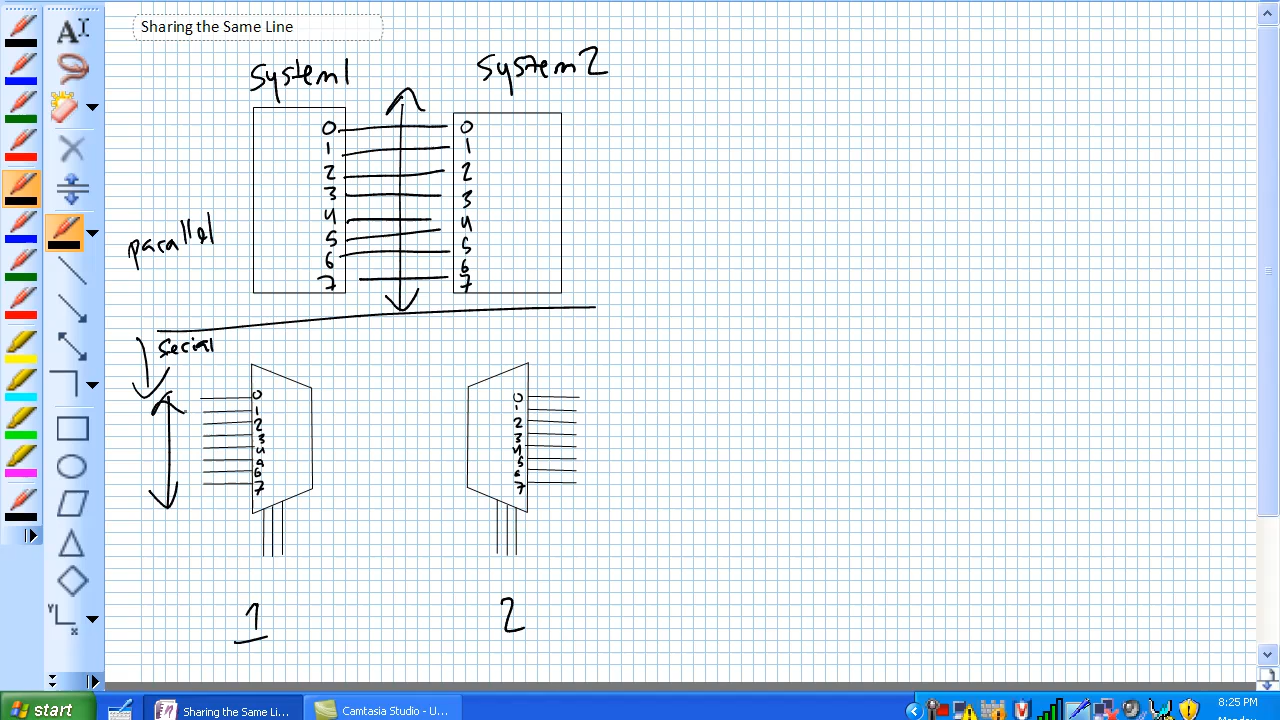 Sharing the Same Line
system1
system2
0 0
1 1
2 2
3 3
4 4
5 5
6 6
7 7
parallel
serial
0 0
1 1
2 2
3 3
4 4
5
6 6
7 7
1 2
start
Sharing the Same Li...
Camtasia Studio - U...
8:25 PM
Monday